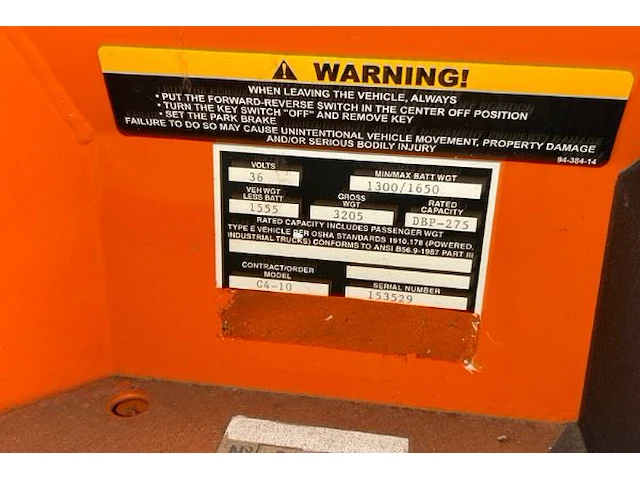 WARNING!
WHEN LEAVING THE VEHICLE, ALWAYS
• PUT THE FORWARD-REVERSE SWITCH IN THE CENTER OFF POSITION
• TURN THE KEY SWITCH "OFF" AND REMOVE KEY
• SET THE PARK BRAKE
FAILURE TO DO SO MAY CAUSE UNINTENTIONAL VEHICLE MOVEMENT, PROPERTY DAMAGE
AND/OR SERIOUS BODILY INJURY
94-384-14
VOLTS
36
MIN/MAX BATT WGT
1300/1650
VEH WGT
LESS BATT
1555
GROSS
WGT
3205
RATED
CAPACITY
DBP-275
RATED CAPACITY INCLUDES PASSENGER WGT
TYPE E VEHICLE PER OSHA STANDARDS 1910.178 (POWERED,
INDUSTRIAL TRUCKS) CONFORMS TO ANSI B56.9-1987 PART III
CONTRACT/ORDER
MODEL
C4-10
SERIAL NUMBER
153529